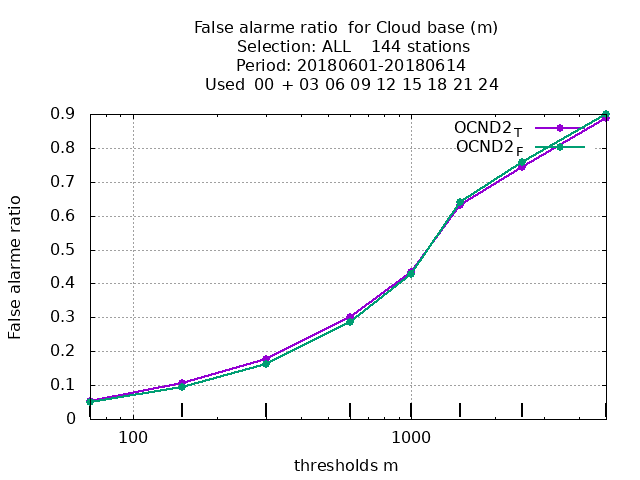 False alarme ratio  for Cloud base (m)
Selection: ALL    144 stations
Period: 20180601-20180614
Used  00 + 03 06 09 12 15 18 21 24
0.9
0.8
0.7
0.6
0.5
0.4
0.3
0.2
0.1
0
False alarme ratio
OCND2T
OCND2F
100
1000
thresholds m